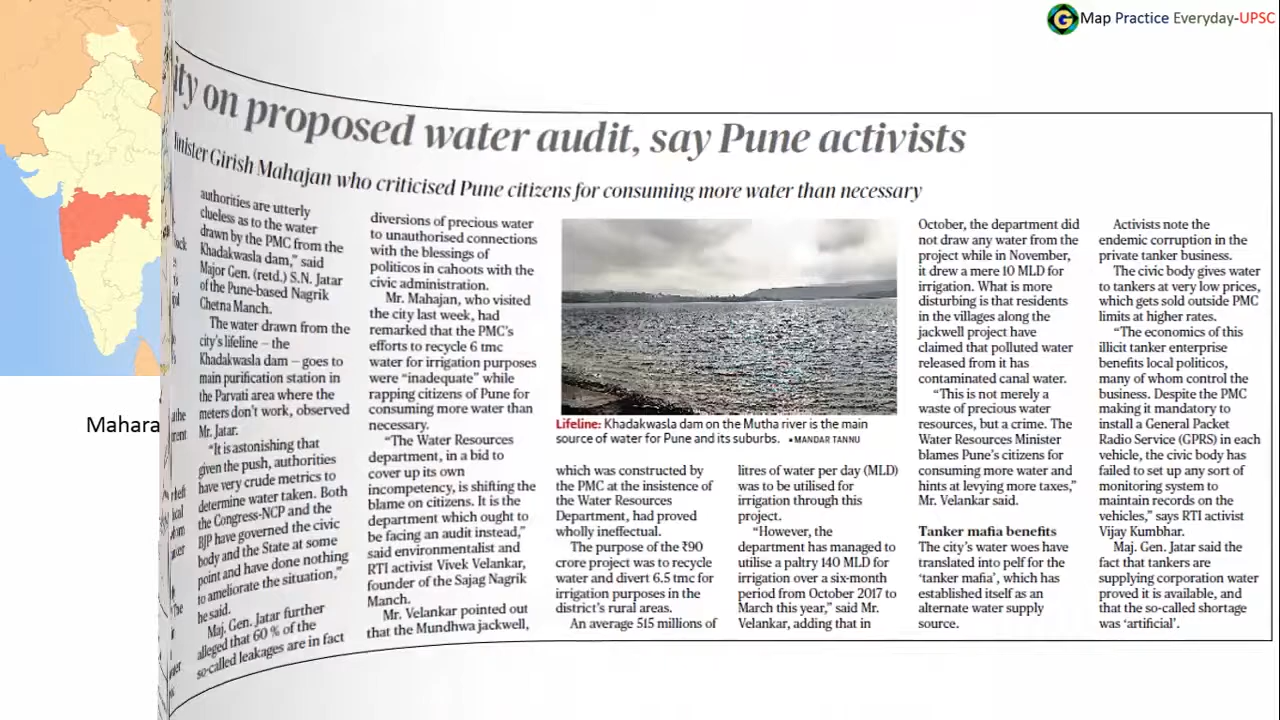 Map Practice Everyday-UPSC
ity on proposed water audit, say Pune activists
inister Girish Mahajan who criticised Pune citizens for consuming more water than necessary
authorities are utterly
clueless as to the water
drawn by the PMC from the
Khadakwasla dam,” said
Major Gen. (retd.) S.N. Jatar
of the Pune-based Nagrik
Chetna Manch.
The water drawn from the
city’s lifeline – the
Khadakwasla dam – goes to
main purification station in
the Parvati area where the
meters don’t work, observed
Mr. Jatar.
“It is astonishing that
given the push, authorities
have very crude metrics to
determine water taken. Both
the Congress-NCP and the
BJP have governed the civic
body and the State at some
point and have done nothing
to ameliorate the situation,”
he said.
Maj. Gen. Jatar further
alleged that 60 % of the
so-called leakages are in fact
diversions of precious water
to unauthorised connections
with the blessings of
politicos in cahoots with the
civic administration.
Mr. Mahajan, who visited
the city last week, had
remarked that the PMC’s
efforts to recycle 6 tmc
water for irrigation purposes
were “inadequate” while
rapping citizens of Pune for
consuming more water than
necessary.
“The Water Resources
department, in a bid to
cover up its own
incompetency, is shifting the
blame on citizens. It is the
department which ought to
be facing an audit instead,”
said environmentalist and
RTI activist Vivek Velankar,
founder of the Sajag Nagrik
Manch.
Mr. Velankar pointed out
that the Mundhwa jackwell,
Lifeline: Khadakwasla dam on the Mutha river is the main
source of water for Pune and its suburbs. •MANDAR TANNU
which was constructed by
the PMC at the insistence of
the Water Resources
Department, had proved
wholly ineffectual.
The purpose of the ₹90
crore project was to recycle
water and divert 6.5 tmc for
irrigation purposes in the
district’s rural areas.
An average 515 millions of
litres of water per day (MLD)
was to be utilised for
irrigation through this
project.
“However, the
department has managed to
utilise a paltry 140 MLD for
irrigation over a six-month
period from October 2017 to
March this year,” said Mr.
Velankar, adding that in
October, the department did
not draw any water from the
project while in November,
it drew a mere 10 MLD for
irrigation. What is more
disturbing is that residents
in the villages along the
jackwell project have
claimed that polluted water
released from it has
contaminated canal water.
“This is not merely a
waste of precious water
resources, but a crime. The
Water Resources Minister
blames Pune’s citizens for
consuming more water and
hints at levying more taxes,”
Mr. Velankar said.
Tanker mafia benefits
The city’s water woes have
translated into pelf for the
‘tanker mafia’, which has
established itself as an
alternate water supply
source.
Activists note the
endemic corruption in the
private tanker business.
The civic body gives water
to tankers at very low prices,
which gets sold outside PMC
limits at higher rates.
“The economics of this
illicit tanker enterprise
benefits local politicos,
many of whom control the
business. Despite the PMC
making it mandatory to
install a General Packet
Radio Service (GPRS) in each
vehicle, the civic body has
failed to set up any sort of
monitoring system to
maintain records on the
vehicles,” says RTI activist
Vijay Kumbhar.
Maj. Gen. Jatar said the
fact that tankers are
supplying corporation water
proved it is available, and
that the so-called shortage
was ‘artificial’.
Mahara